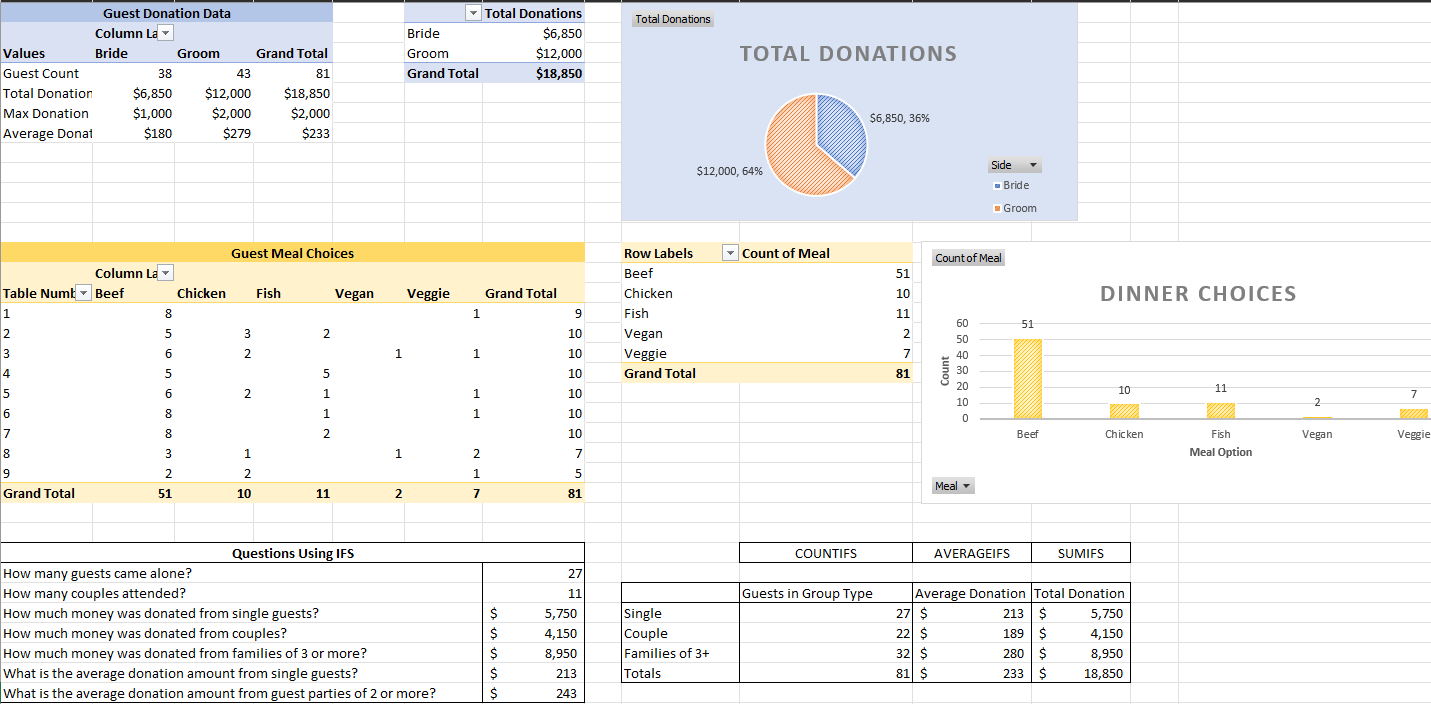 Guest Donation Data
Column La
Values Bride Groom Grand Total
Guest Count 38 43 81
Total Donation $6,850 $12,000 $18,850
Max Donation $1,000 $2,000 $2,000
Average Donat $180 $279 $233
Total Donations
Bride $6,850
Groom $12,000
Grand Total $18,850
Total Donations
TOTAL DONATIONS
$6,850, 36%
$12,000, 64%
Side
Bride
Groom
Guest Meal Choices
Column La
Table Numb Beef Chicken Fish Vegan Veggie Grand Total
1 8 1 9
2 5 3 2 10
3 6 2 1 1 10
4 5 5 10
5 6 2 1 1 10
6 8 1 1 10
7 8 2 10
8 3 1 1 2 7
9 2 2 1 5
Grand Total 51 10 11 2 7 81
Row Labels Count of Meal
Beef 51
Chicken 10
Fish 11
Vegan 2
Veggie 7
Grand Total 81
Count of Meal
DINNER CHOICES
Count
60
50
40
30
20
10
0
51
10
11
2
7
Beef Chicken Fish Vegan Veggie
Meal Option
Meal
Questions Using IFS
How many guests came alone? 27
How many couples attended? 11
How much money was donated from single guests? $ 5,750
How much money was donated from couples? $ 4,150
How much money was donated from families of 3 or more? $ 8,950
What is the average donation amount from single guests? $ 213
What is the average donation amount from guest parties of 2 or more? $ 243
COUNTIFS AVERAGEIFS SUMIFS
Guests in Group Type Average Donation Total Donation
Single 27 $ 213 $ 5,750
Couple 22 $ 189 $ 4,150
Families of 3+ 32 $ 280 $ 8,950
Totals 81 $ 233 $ 18,850